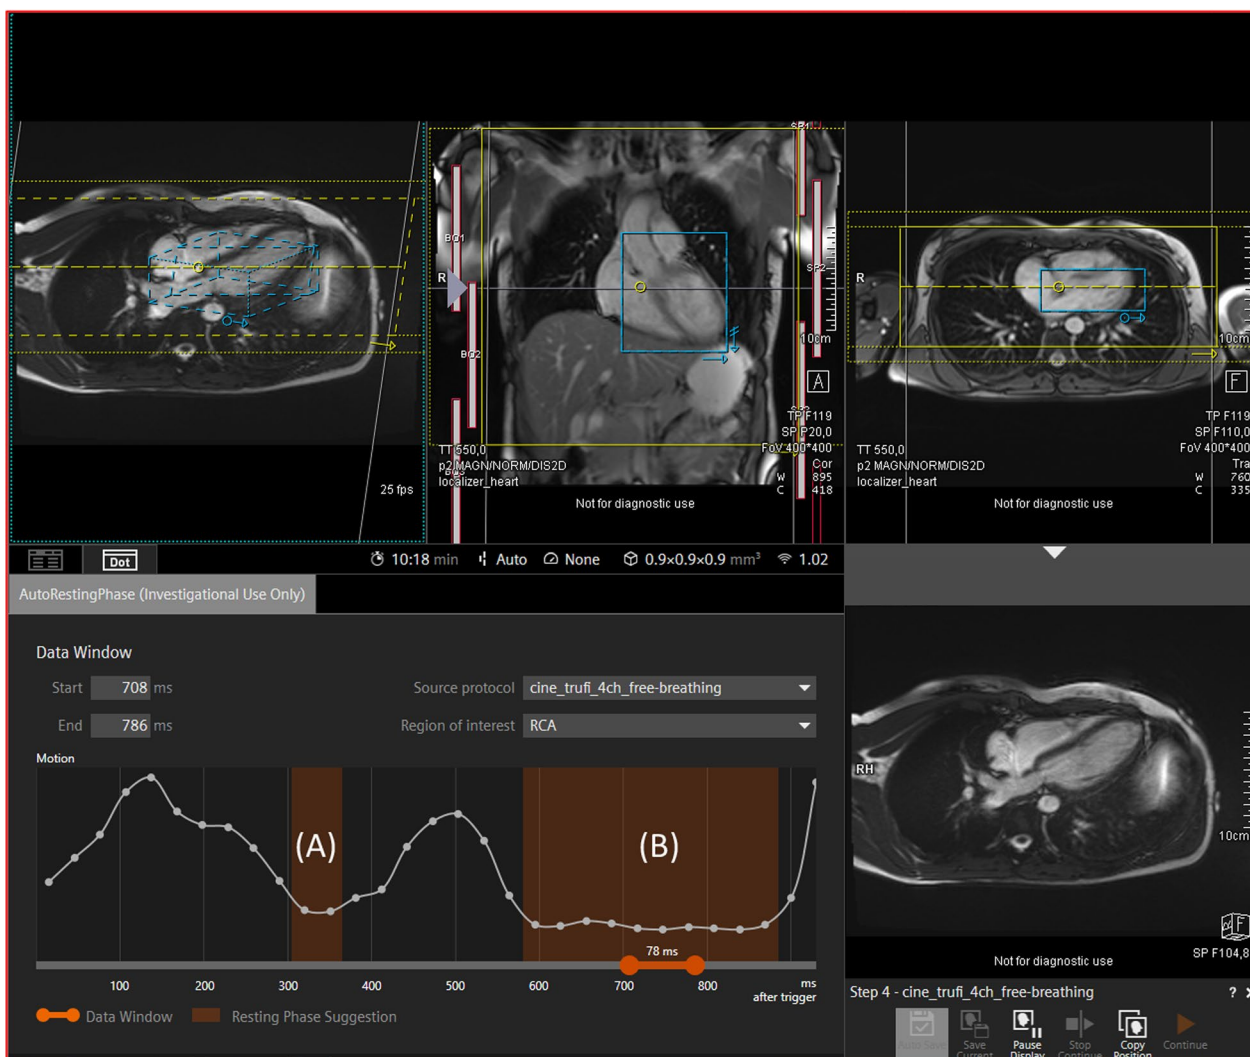 25 fps
SP1
BO1
R
SP2
BO2
10cm
A
TP F119
SP P20,0
FoV 400*400
Cor
W 895
C 418
TT 550,0
p2 MAGN/NORM/DIS2D
localizer_heart
Not for diagnostic use
R
10cm
F
TP F119
SP F110,0
FoV 400*400
Tra
W 760
C 335
TT 550,0
p2 MAGN/NORM/DIS2D
localizer_heart
Not for diagnostic use
Dot
10:18 min Auto None 0.9×0.9×0.9 mm³ 1.02
AutoRestingPhase (Investigational Use Only)
Data Window
Start 708 ms
Source protocol cine_trufi_4ch_free-breathing
End 786 ms
Region of interest RCA
Motion
(A)
(B)
78 ms
100 200 300 400 500 600 700 800 ms
after trigger
Data Window
Resting Phase Suggestion
RH
10cm
F
SP F104,8
Not for diagnostic use
Step 4 - cine_trufi_4ch_free-breathing ?
Auto Save
Save Current
Pause Display
Stop Continue
Copy Position
Continue